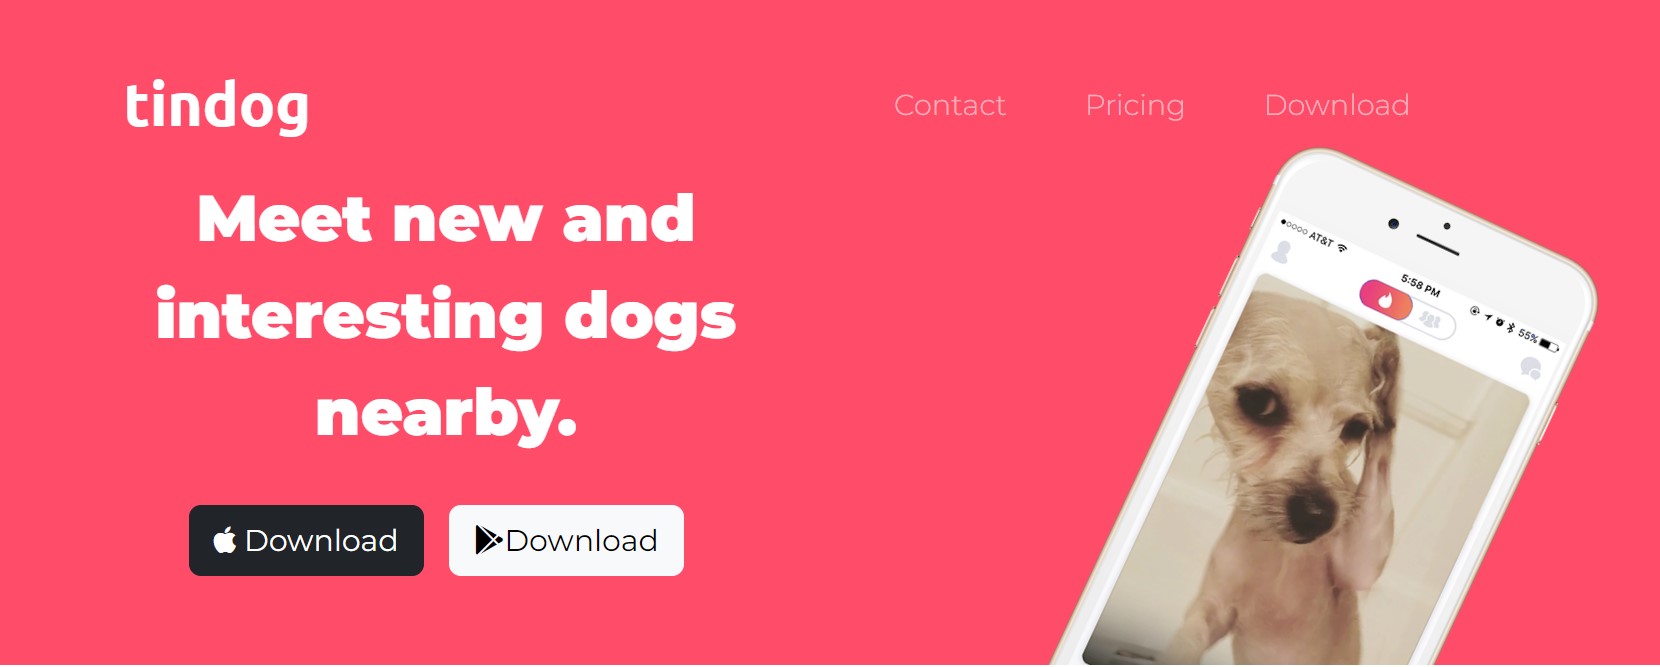 tindog
Contact Pricing Download
Meet new and
interesting dogs
nearby.
Download Download
AT&T
5:58 PM
55%